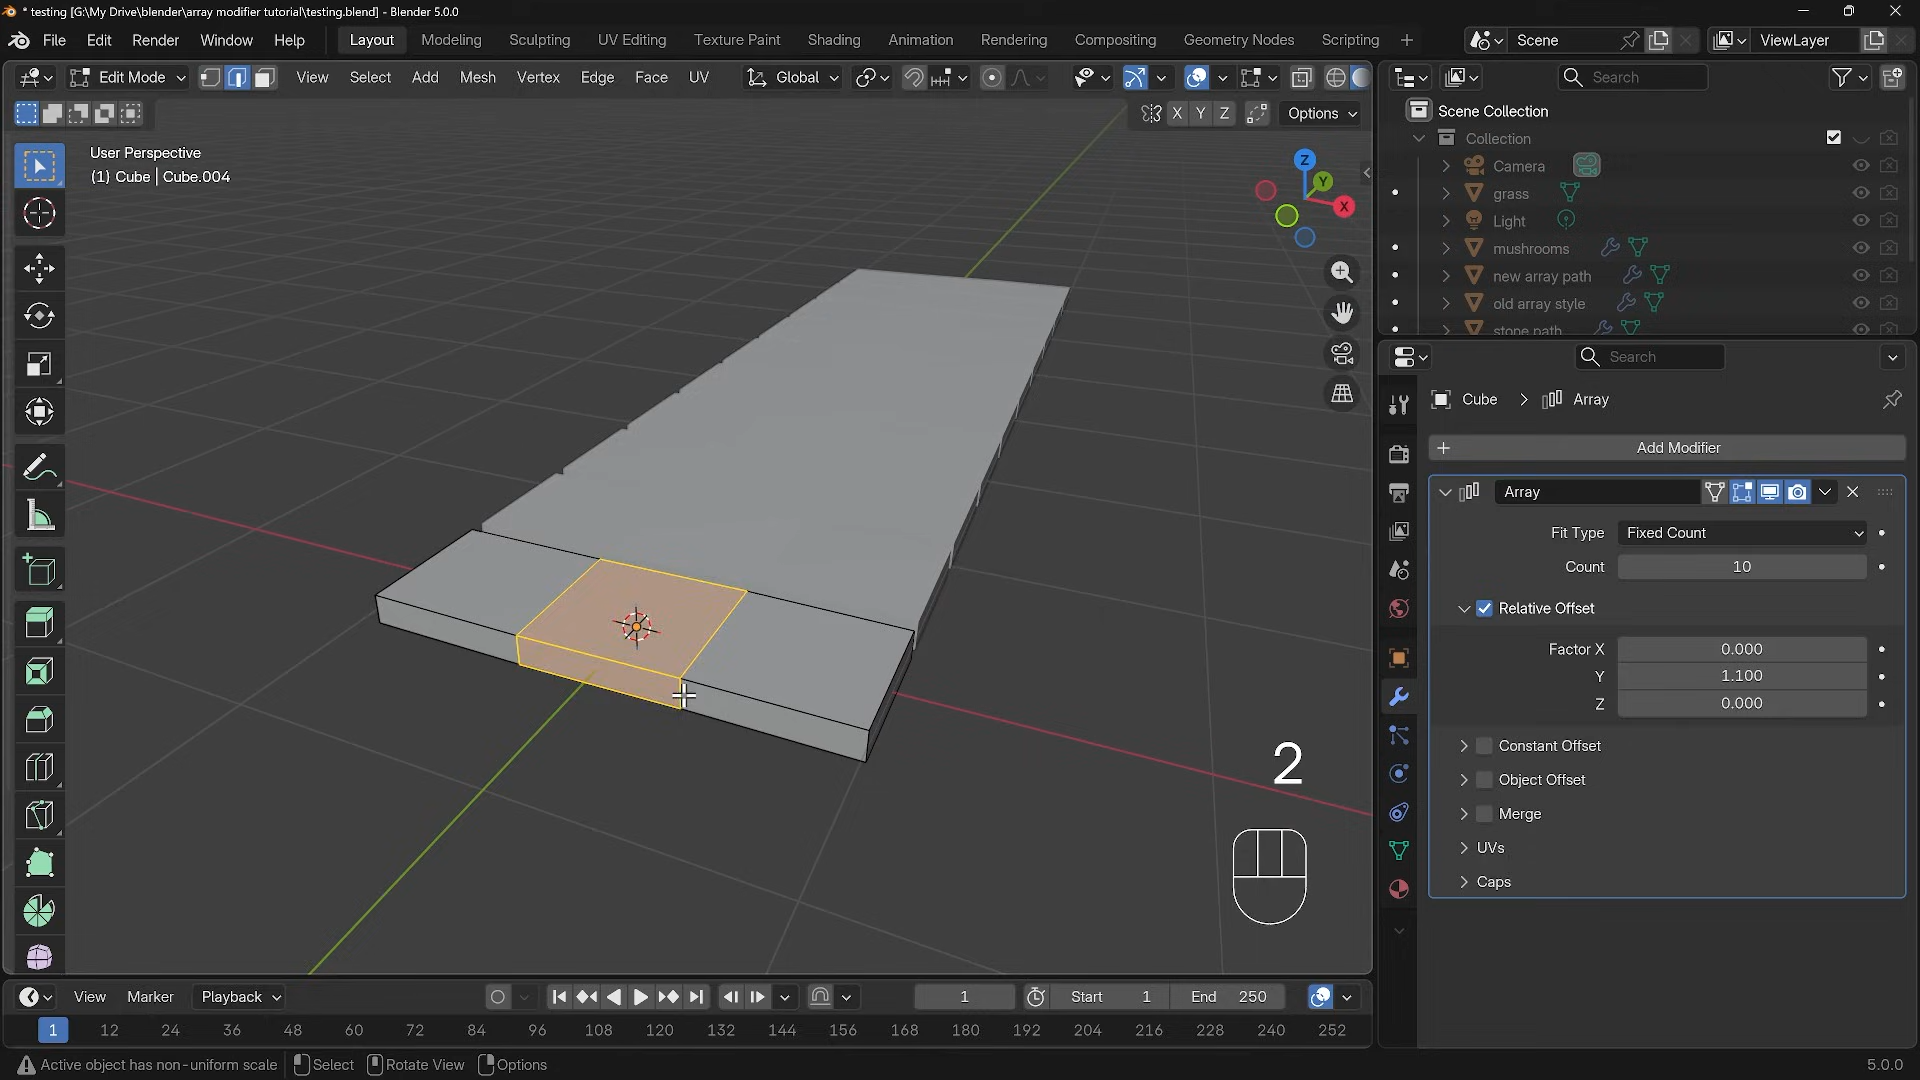 * testing [G:\My Drive\blender\array modifier tutorial\testing.blend] - Blender 5.0.0
File Edit Render Window Help Layout Modeling Sculpting UV Editing Texture Paint Shading Animation Rendering Compositing Geometry Nodes Scripting + Scene ViewLayer
Edit Mode View Select Add Mesh Vertex Edge Face UV Global Search
X Y Z Options
User Perspective
(1) Cube | Cube.004
Z
Y
X
Scene Collection
Collection
Camera
grass
Light
mushrooms
new array path
old array style
stone path
Search
Cube > Array
+ Add Modifier
Array
Fit Type Fixed Count
Count 10
Relative Offset
Factor X 0.000
Y 1.100
Z 0.000
Constant Offset
Object Offset
Merge
UVs
Caps
2
View Marker Playback 1 Start 1 End 250
1 12 24 36 48 60 72 84 96 108 120 132 144 156 168 180 192 204 216 228 240 252
Active object has non-uniform scale Select Rotate View Options 5.0.0